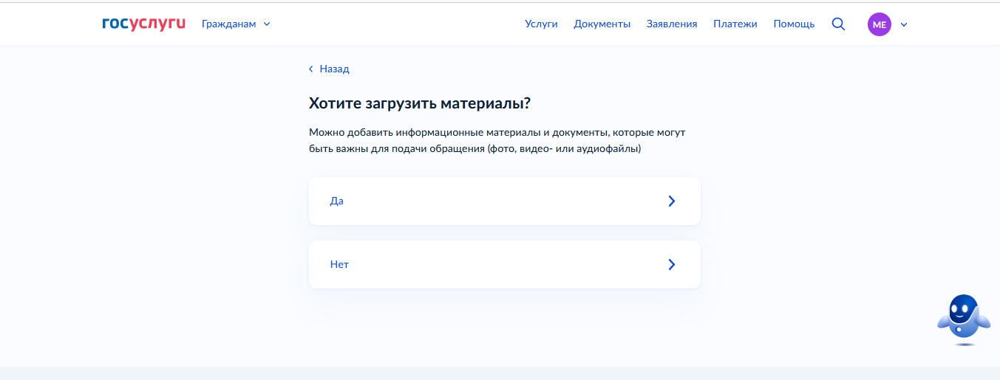 госуслуги Гражданам Услуги Документы Заявления Платежи Помощь МЕ
Назад
Хотите загрузить материалы?
Можно добавить информационные материалы и документы, которые могут
быть важны для подачи обращения (фото, видео- или аудиофайлы)
Да
Нет